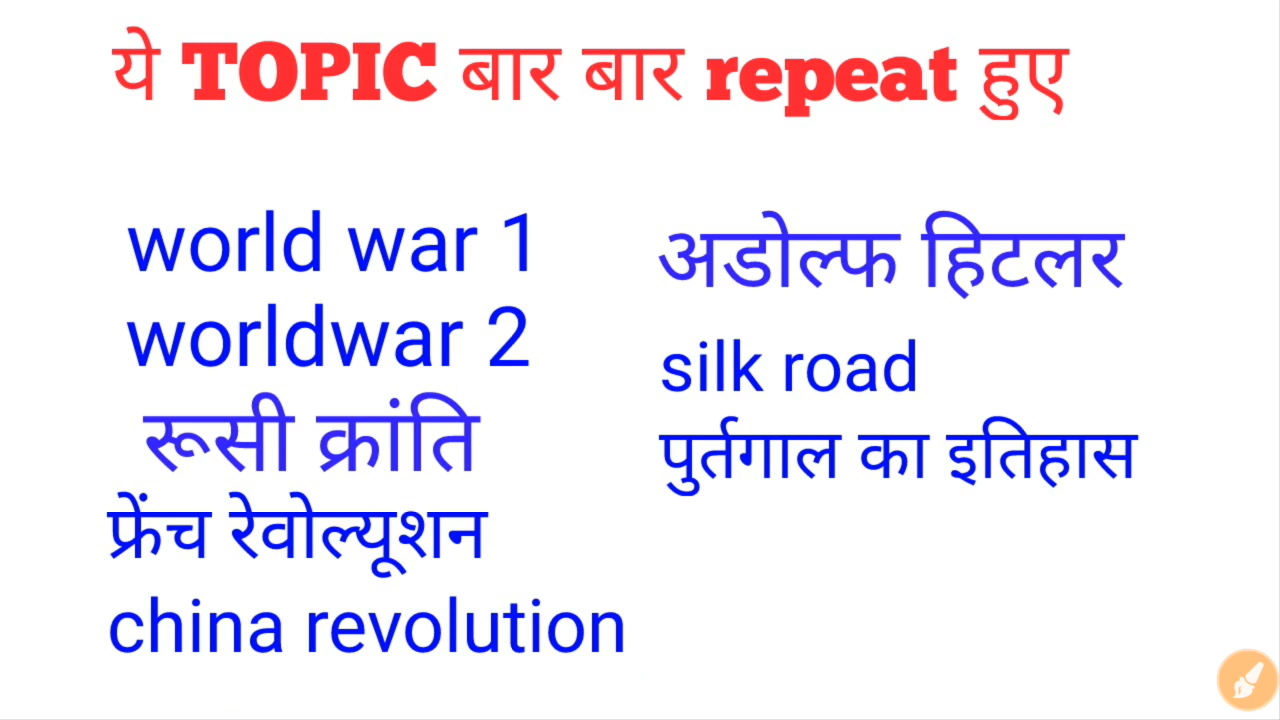 ये TOPIC बार बार repeat हुए
world war 1
worldwar 2
रूसी क्रांति
फ्रेंच रेवोल्यूशन
china revolution
अडोल्फ हिटलर
silk road
पुर्तगाल का इतिहास